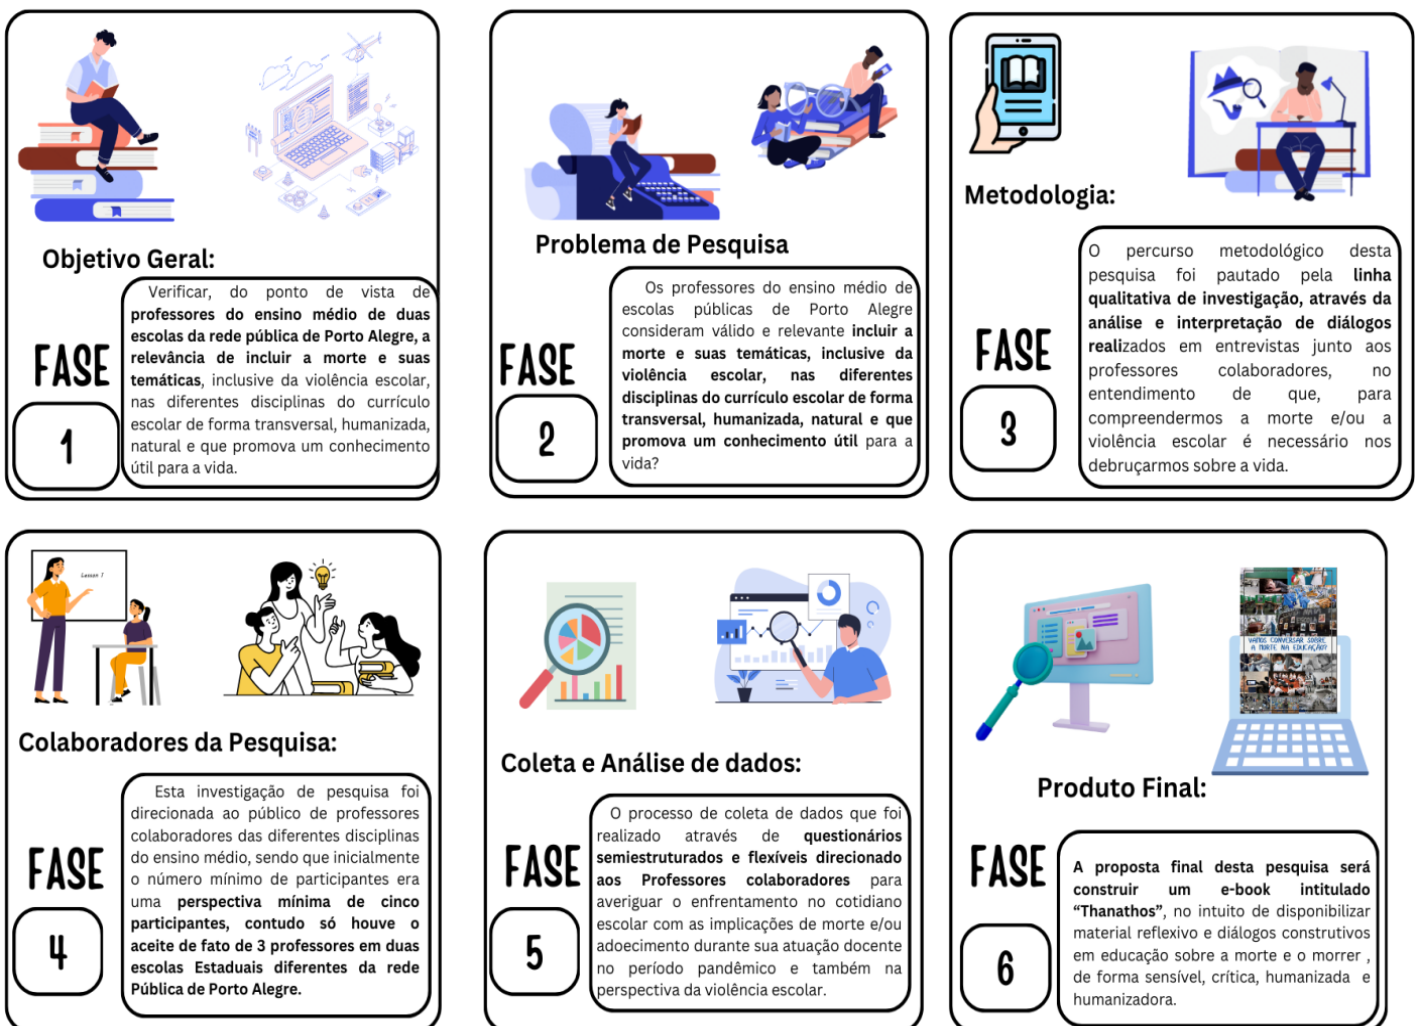 Objetivo Geral:
Verificar, do ponto de vista de
professores do ensino médio de duas
escolas da rede pública de Porto Alegre, a
relevância de incluir a morte e suas
temáticas, inclusive da violência escolar,
nas diferentes disciplinas do currículo
escolar de forma transversal, humanizada,
natural e que promova um conhecimento
útil para a vida.
FASE
1
Problema de Pesquisa
Os professores do ensino médio de
escolas públicas de Porto Alegre
consideram válido e relevante incluir a
morte e suas temáticas, inclusive da
violência escolar, nas diferentes
disciplinas do currículo escolar de forma
transversal, humanizada, natural e que
promova um conhecimento útil para a
vida?
FASE
2
Metodologia:
O percurso metodológico desta
pesquisa foi pautado pela linha
qualitativa de investigação, através da
análise e interpretação de diálogos
realizados em entrevistas junto aos
professores colaboradores, no
entendimento de que, para
compreendermos a morte e/ou a
violência escolar é necessário nos
debruçarmos sobre a vida.
FASE
3
Lesson 1
Colaboradores da Pesquisa:
Esta investigação de pesquisa foi
direcionada ao público de professores
colaboradores das diferentes disciplinas
do ensino médio, sendo que inicialmente
o número mínimo de participantes era
uma perspectiva mínima de cinco
participantes, contudo só houve o
aceite de fato de 3 professores em duas
escolas Estaduais diferentes da rede
Pública de Porto Alegre.
FASE
4
Coleta e Análise de dados:
O processo de coleta de dados que foi
realizado através de questionários
semiestruturados e flexíveis direcionado
aos Professores colaboradores para
averiguar o enfrentamento no cotidiano
escolar com as implicações de morte e/ou
adoecimento durante sua atuação docente
no período pandêmico e também na
perspectiva da violência escolar.
FASE
5
VAMOS CONVERSAR SOBRE
A MORTE NA EDUCAÇÃO?
Produto Final:
A proposta final desta pesquisa será
construir um e-book intitulado
“Thanathos”, no intuito de disponibilizar
material reflexivo e diálogos construtivos
em educação sobre a morte e o morrer ,
de forma sensível, crítica, humanizada e
humanizadora.
FASE
6